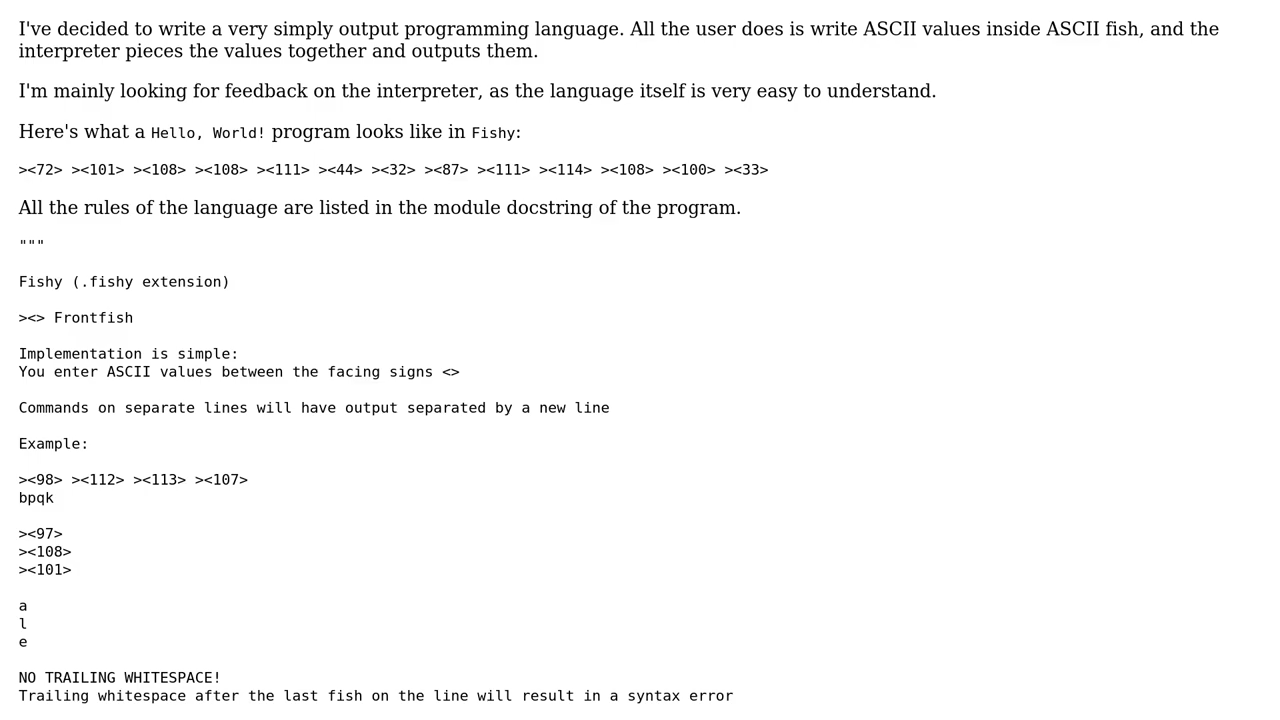 I've decided to write a very simply output programming language. All the user does is write ASCII values inside ASCII fish, and the
interpreter pieces the values together and outputs them.
I'm mainly looking for feedback on the interpreter, as the language itself is very easy to understand.
Here's what a Hello, World! program looks like in Fishy:
><72> ><101> ><108> ><108> ><111> ><44> ><32> ><87> ><111> ><114> ><108> ><100> ><33>
All the rules of the language are listed in the module docstring of the program.
"""
Fishy (.fishy extension)
><> Frontfish
Implementation is simple:
You enter ASCII values between the facing signs <>
Commands on separate lines will have output separated by a new line
Example:
><98> ><112> ><113> ><107>
bpqk
><97>
><108>
><101>
a
l
e
NO TRAILING WHITESPACE!
Trailing whitespace after the last fish on the line will result in a syntax error